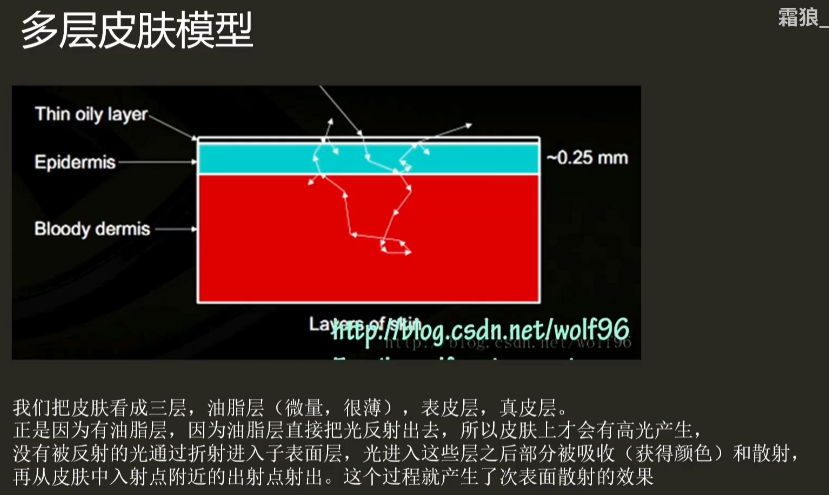 多层皮肤模型
霜狼_
Thin oily layer
Epidermis
~0.25 mm
Bloody dermis
Layers of skin
http://blog.csdn.net/wolf96
http://blog.csdn.net/wolf96
我们把皮肤看成三层，油脂层（微量，很薄），表皮层，真皮层。
正是因为有油脂层，因为油脂层直接把光反射出去，所以皮肤上才会有高光产生，
没有被反射的光通过折射进入子表面层，光进入这些层之后部分被吸收（获得颜色）和散射，
再从皮肤中入射点附近的出射点射出。这个过程就产生了次表面散射的效果